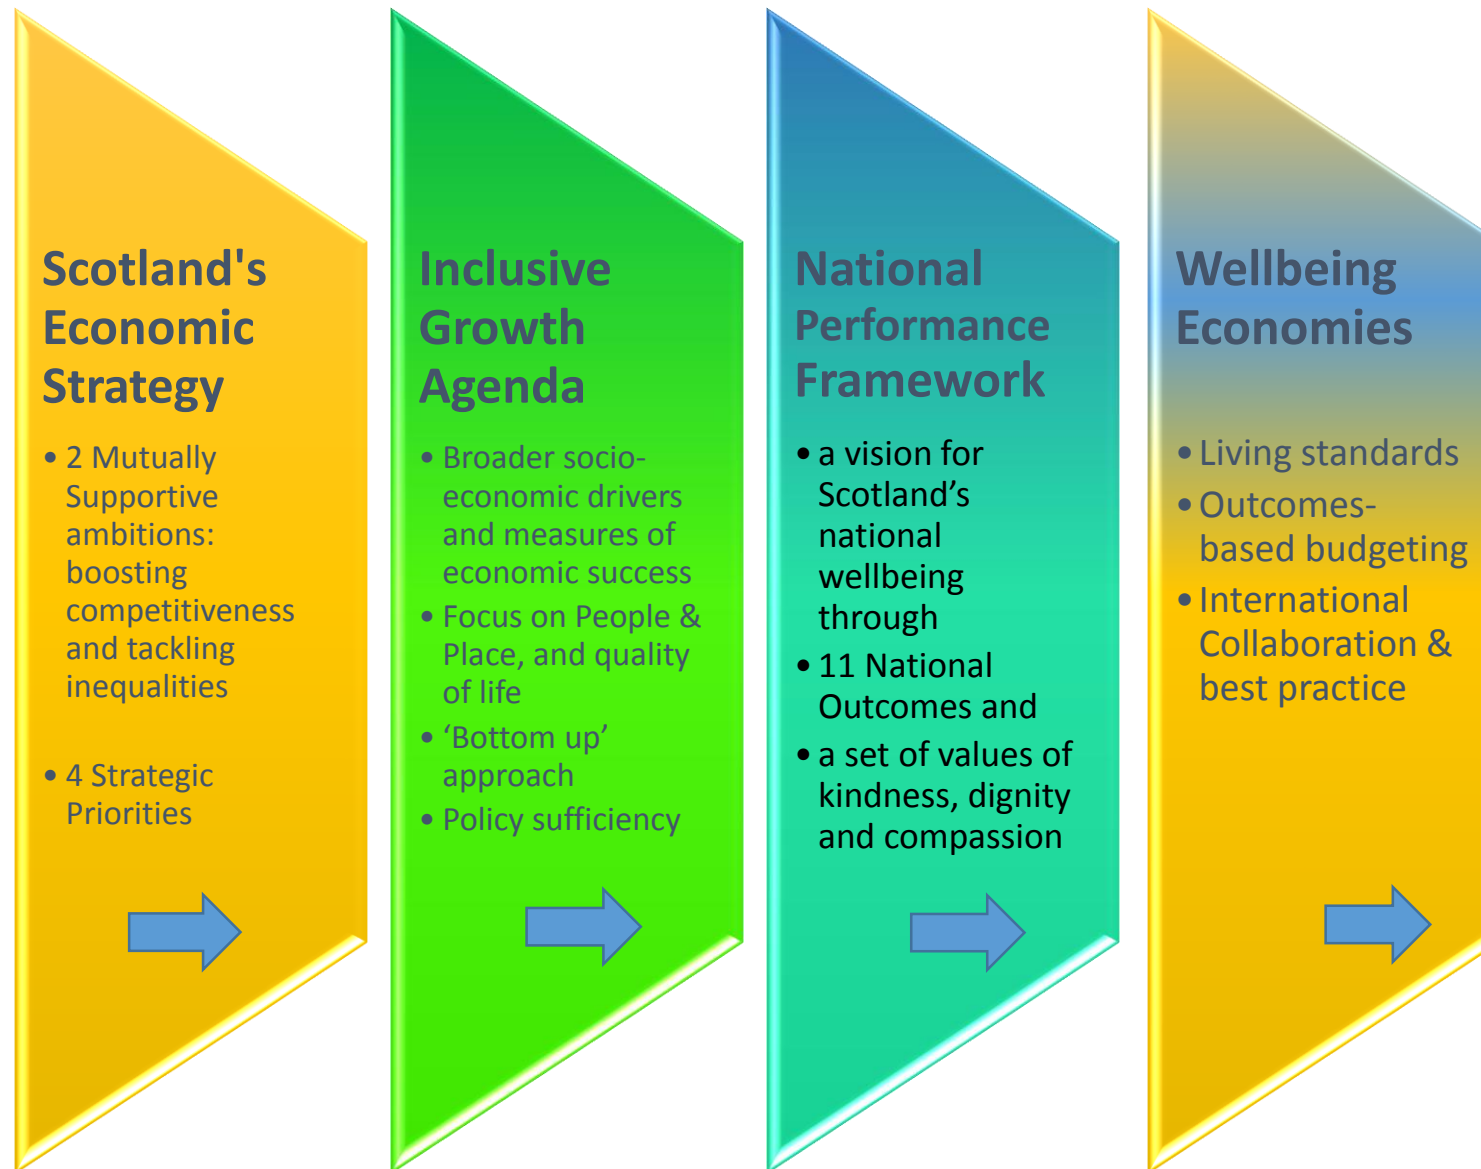 Scotland's
Economic
Strategy
• 2 Mutually
Supportive
ambitions:
boosting
competitiveness
and tackling
inequalities
• 4 Strategic
Priorities
Inclusive
Growth
Agenda
• Broader socio-
economic drivers
and measures of
economic success
• Focus on People &
Place, and quality
of life
• ‘Bottom up’
approach
• Policy sufficiency
National
Performance
Framework
• a vision for
Scotland’s
national
wellbeing
through
• 11 National
Outcomes and
• a set of values of
kindness, dignity
and compassion
Wellbeing
Economies
• Living standards
• Outcomes-
based budgeting
• International
Collaboration &
best practice